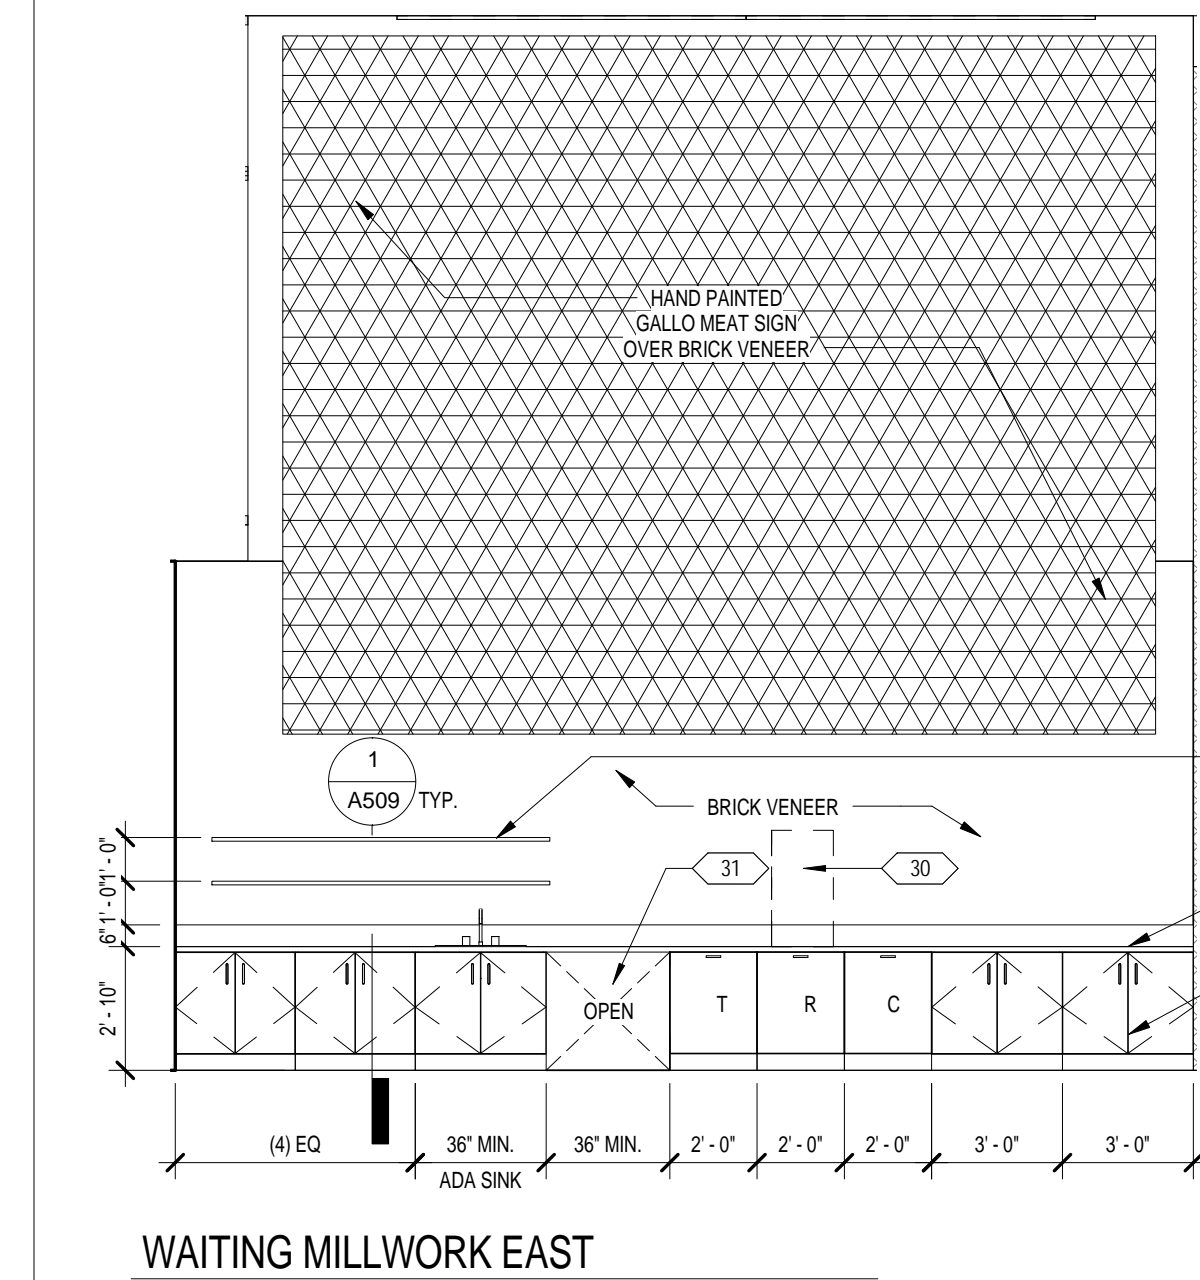 HAND PAINTED
GALLO MEAT SIGN
OVER BRICK VENEER
1
A509 TYP.
BRICK VENEER
31
30
1' - 0"
1' - 0"
6"
2' - 10"
OPEN
T
R
C
(4) EQ
36" MIN.
36" MIN.
2' - 0"
2' - 0"
2' - 0"
3' - 0"
3' - 0"
ADA SINK
WAITING MILLWORK EAST